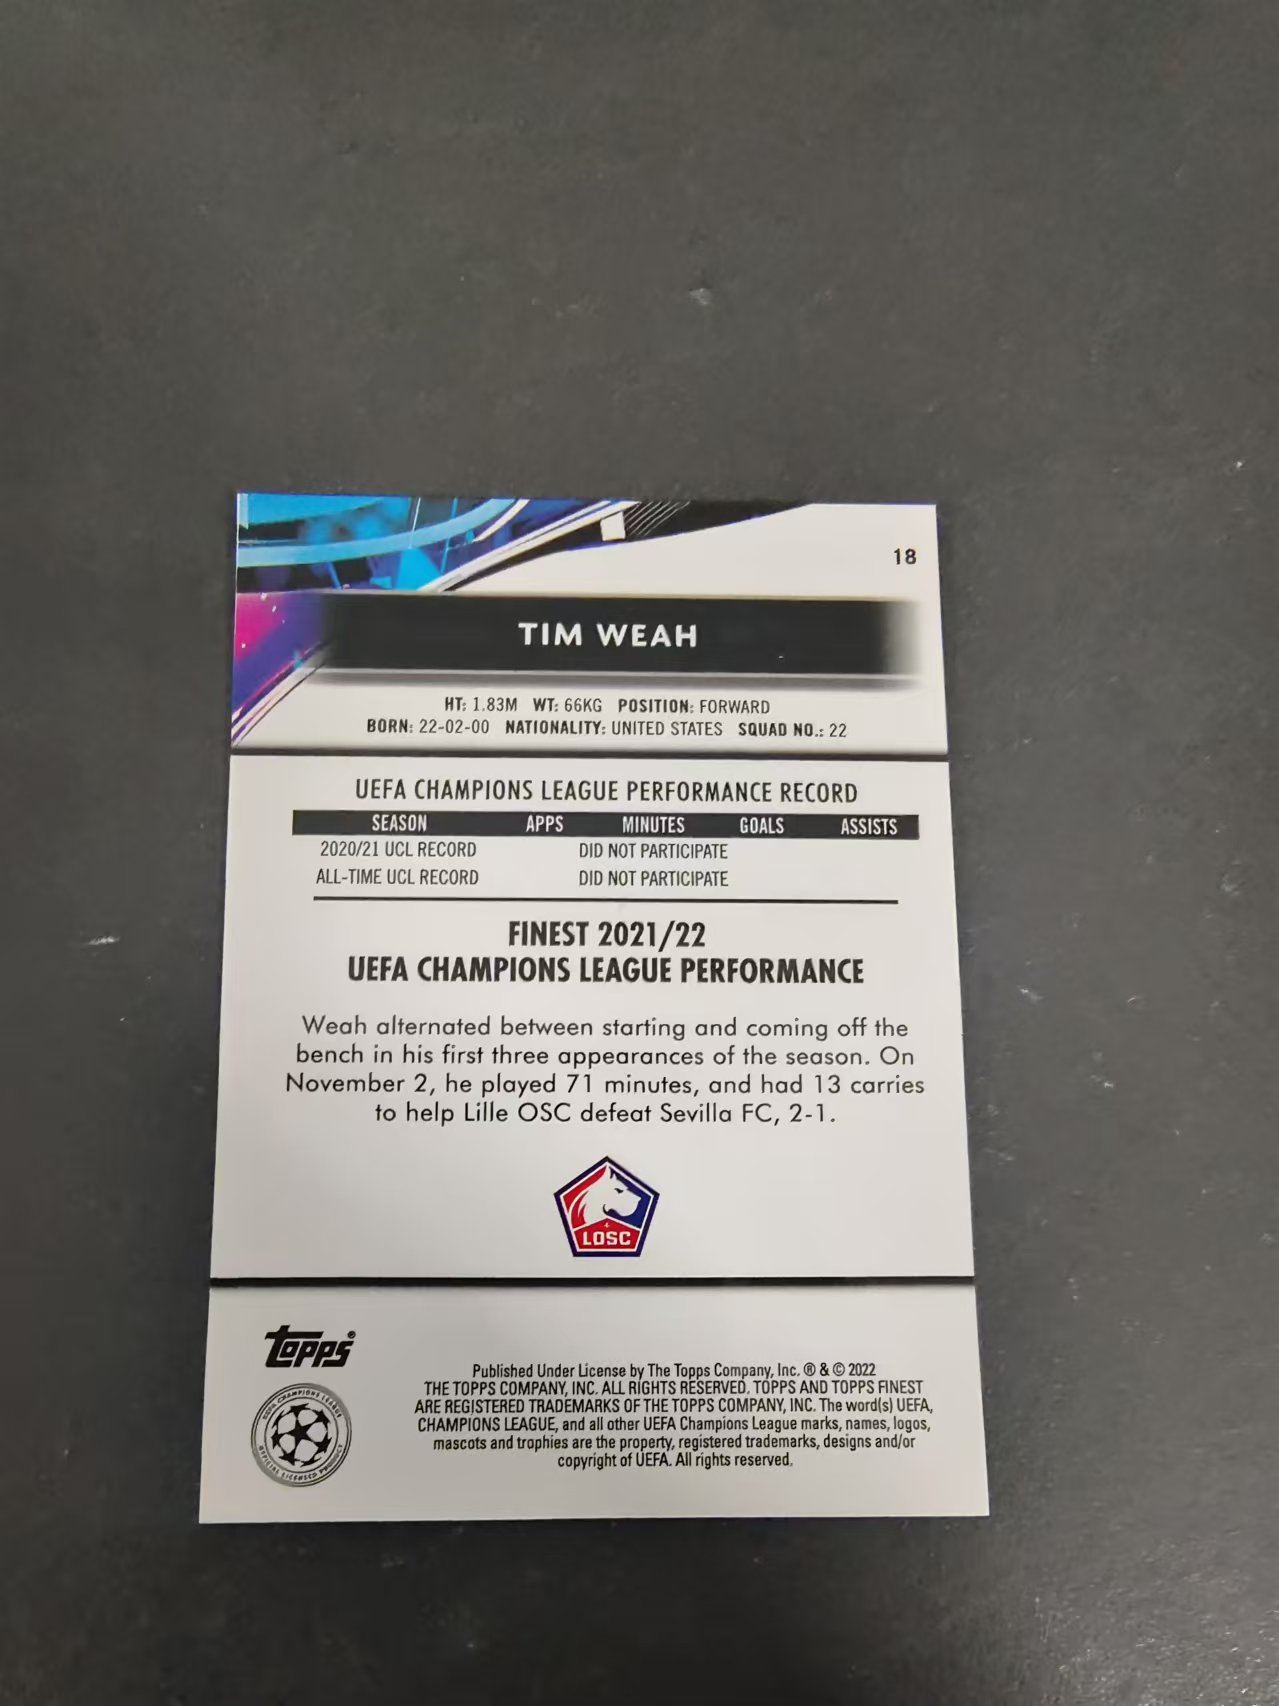 18
TIM WEAH
HT: 1.83M WT: 66KG POSITION: FORWARD
BORN: 22-02-00 NATIONALITY: UNITED STATES SQUAD NO.: 22
UEFA CHAMPIONS LEAGUE PERFORMANCE RECORD
SEASON APPS MINUTES GOALS ASSISTS
2020/21 UCL RECORD DID NOT PARTICIPATE
ALL-TIME UCL RECORD DID NOT PARTICIPATE
FINEST 2021/22
UEFA CHAMPIONS LEAGUE PERFORMANCE
Weah alternated between starting and coming off the
bench in his first three appearances of the season. On
November 2, he played 71 minutes, and had 13 carries
to help Lille OSC defeat Sevilla FC, 2-1.
LOSC
Topps®
UEFA CHAMPIONS LEAGUE
OFFICIAL LICENSED PRODUCT
Published Under License by The Topps Company, Inc. ® & © 2022
THE TOPPS COMPANY, INC. ALL RIGHTS RESERVED. TOPPS AND TOPPS FINEST
ARE REGISTERED TRADEMARKS OF THE TOPPS COMPANY, INC. The word(s) UEFA,
CHAMPIONS LEAGUE, and all other UEFA Champions League marks, names, logos,
mascots and trophies are the property, registered trademarks, designs and/or
copyright of UEFA. All rights reserved.